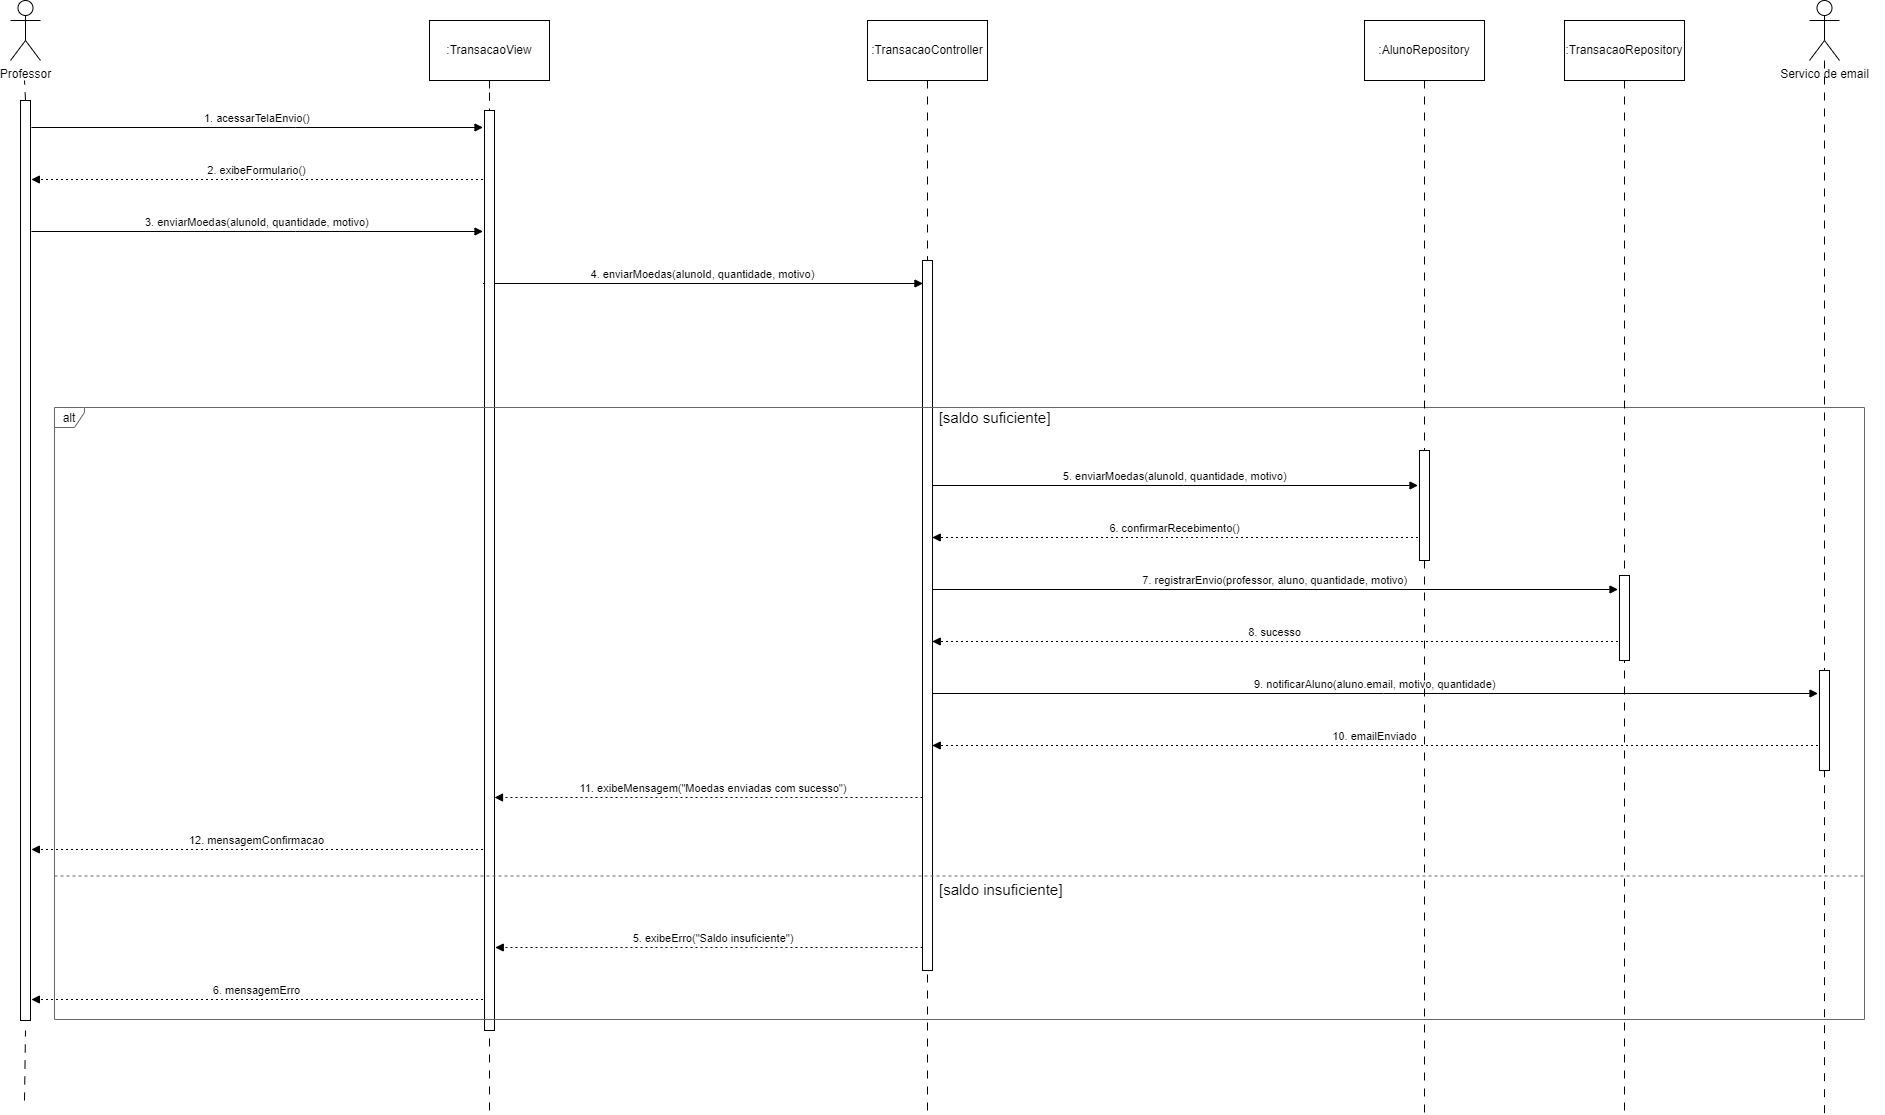 Professor
:TransacaoView
:TransacaoController
:AlunoRepository
:TransacaoRepository
Servico de email
1. acessarTelaEnvio()
2. exibeFormulario()
3. enviarMoedas(alunoId, quantidade, motivo)
4. enviarMoedas(alunoId, quantidade, motivo)
alt
[saldo suficiente]
5. enviarMoedas(alunoId, quantidade, motivo)
6. confirmarRecebimento()
7. registrarEnvio(professor, aluno, quantidade, motivo)
8. sucesso
9. notificarAluno(aluno.email, motivo, quantidade)
10. emailEnviado
11. exibeMensagem("Moedas enviadas com sucesso")
12. mensagemConfirmacao
[saldo insuficiente]
5. exibeErro("Saldo insuficiente")
6. mensagemErro